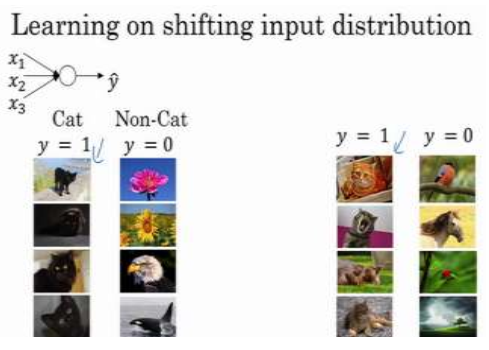 Learning on shifting input distribution
x₁
x₂
x₃
ŷ
Cat Non-Cat
y = 1 y = 0
y = 1 y = 0